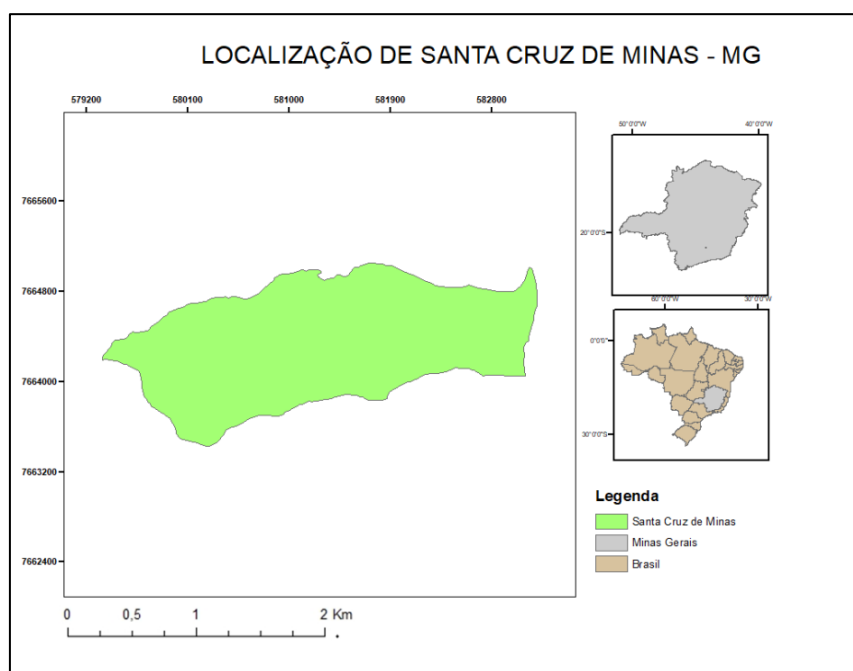 LOCALIZAÇÃO DE SANTA CRUZ DE MINAS - MG
579200 580100 581000 581900 582800
7665600
7664800
7664000
7663200
7662400
50°0'0"W 40°0'0"W
20°0'0"S
60°0'0"W 30°0'0"W
0°0'0"
30°0'0"S
Legenda
Santa Cruz de Minas
Minas Gerais
Brasil
0 0,5 1 2 Km